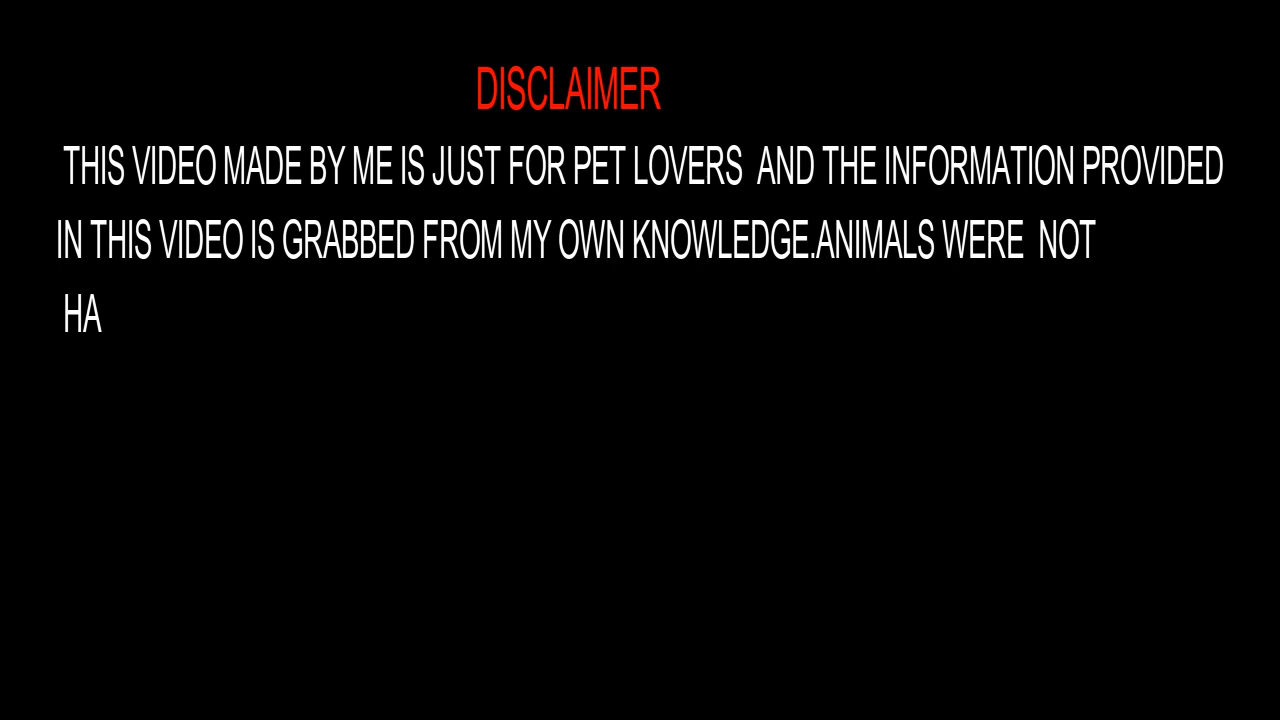 DISCLAIMER
THIS VIDEO MADE BY ME IS JUST FOR PET LOVERS  AND THE INFORMATION PROVIDED
IN THIS VIDEO IS GRABBED FROM MY OWN KNOWLEDGE.ANIMALS WERE  NOT
HA